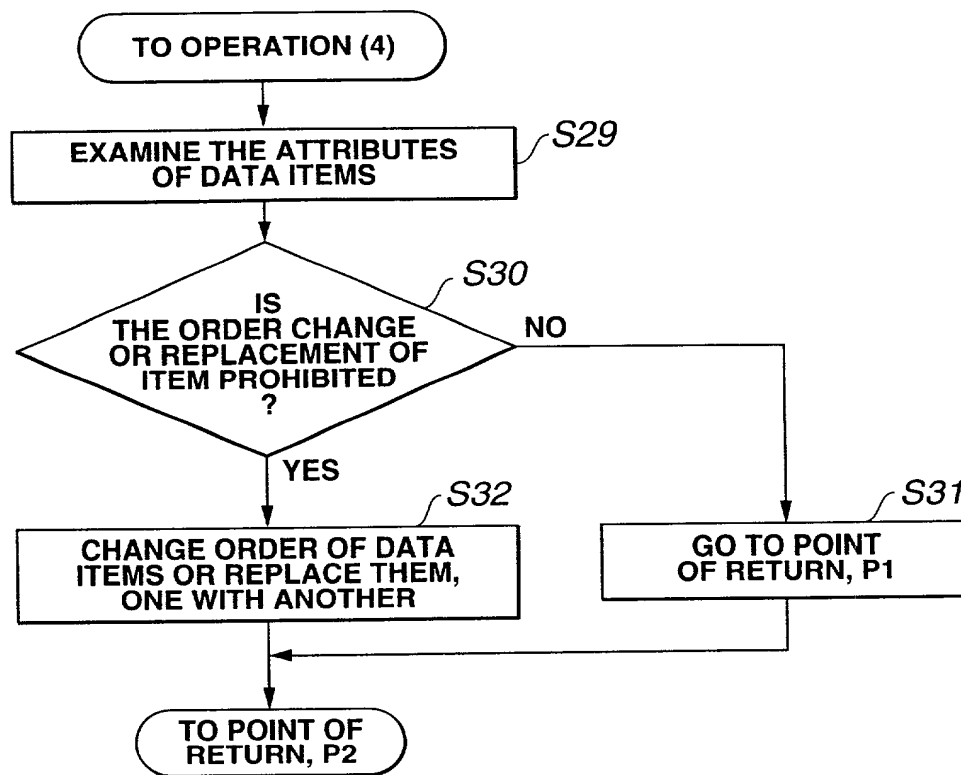 TO OPERATION (4)
S29
EXAMINE THE ATTRIBUTES
OF DATA ITEMS
S30
IS
THE ORDER CHANGE
OR REPLACEMENT OF
ITEM PROHIBITED
?
NO
YES
S32
CHANGE ORDER OF DATA
ITEMS OR REPLACE THEM,
ONE WITH ANOTHER
S31
GO TO POINT
OF RETURN, P1
TO POINT OF
RETURN, P2